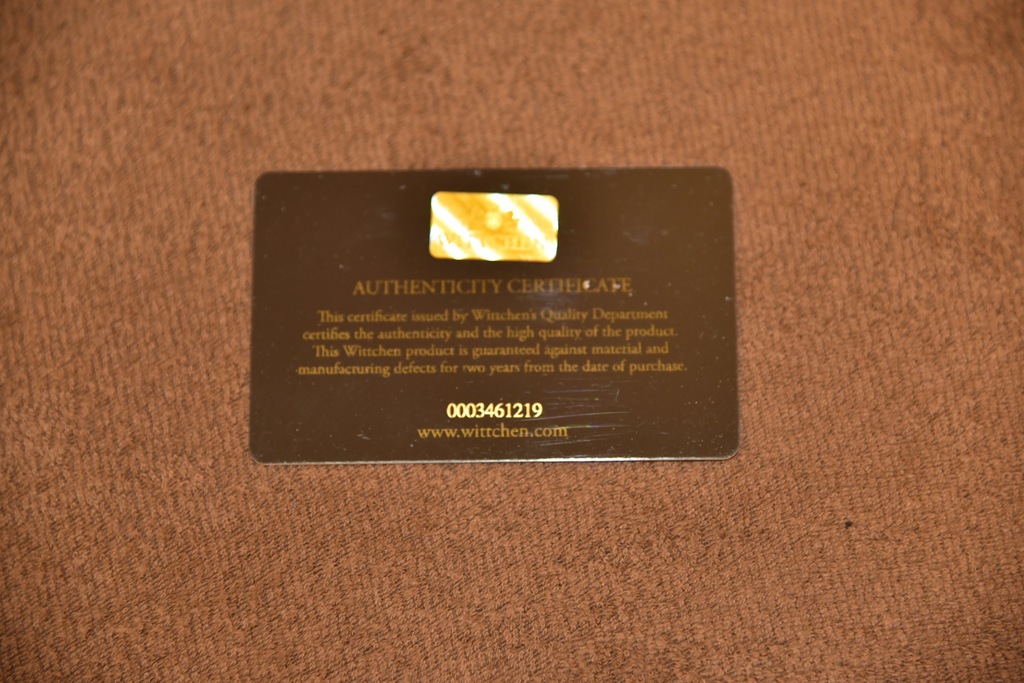 WITTCHEN
AUTHENTICITY CERTIFICATE
This certificate issued by Wittchen's Quality Department
certifies the authenticity and the high quality of the product.
This Wittchen product is guaranteed against material and
manufacturing defects for two years from the date of purchase.
0003461219
www.wittchen.com